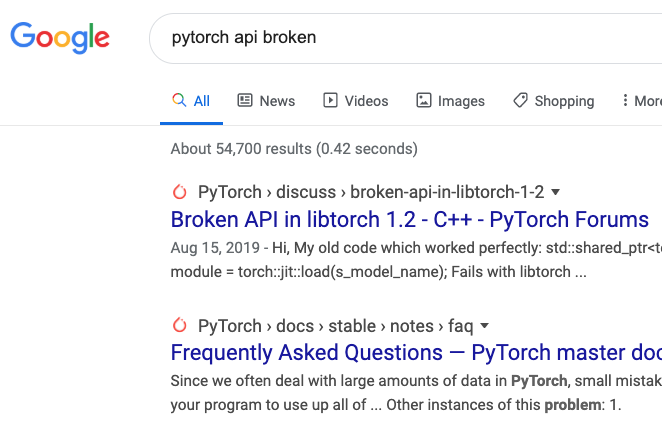 Google
pytorch api broken
All News Videos Images Shopping More
About 54,700 results (0.42 seconds)
PyTorch › discuss › broken-api-in-libtorch-1-2
Broken API in libtorch 1.2 - C++ - PyTorch Forums
Aug 15, 2019 - Hi, My old code which worked perfectly: std::shared_ptr<
module = torch::jit::load(s_model_name); Fails with libtorch ...
PyTorch › docs › stable › notes › faq
Frequently Asked Questions — PyTorch master
Since we often deal with large amounts of data in PyTorch, small
your program to use up all of ... Other instances of this problem: 1.